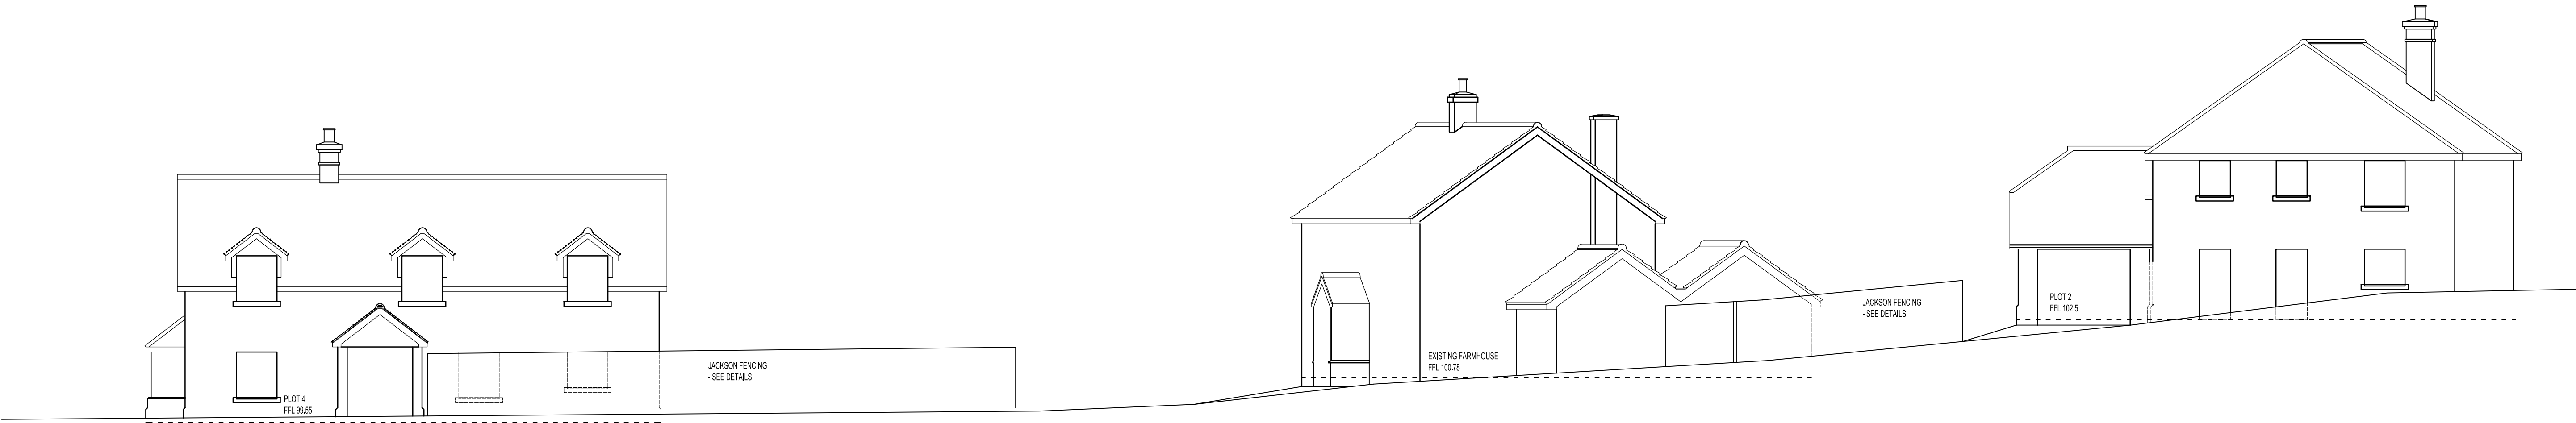 PLOT 4
FFL 99.55
JACKSON FENCING
- SEE DETAILS
EXISTING FARMHOUSE
FFL 100.78
JACKSON FENCING
- SEE DETAILS
PLOT 2
FFL 102.5